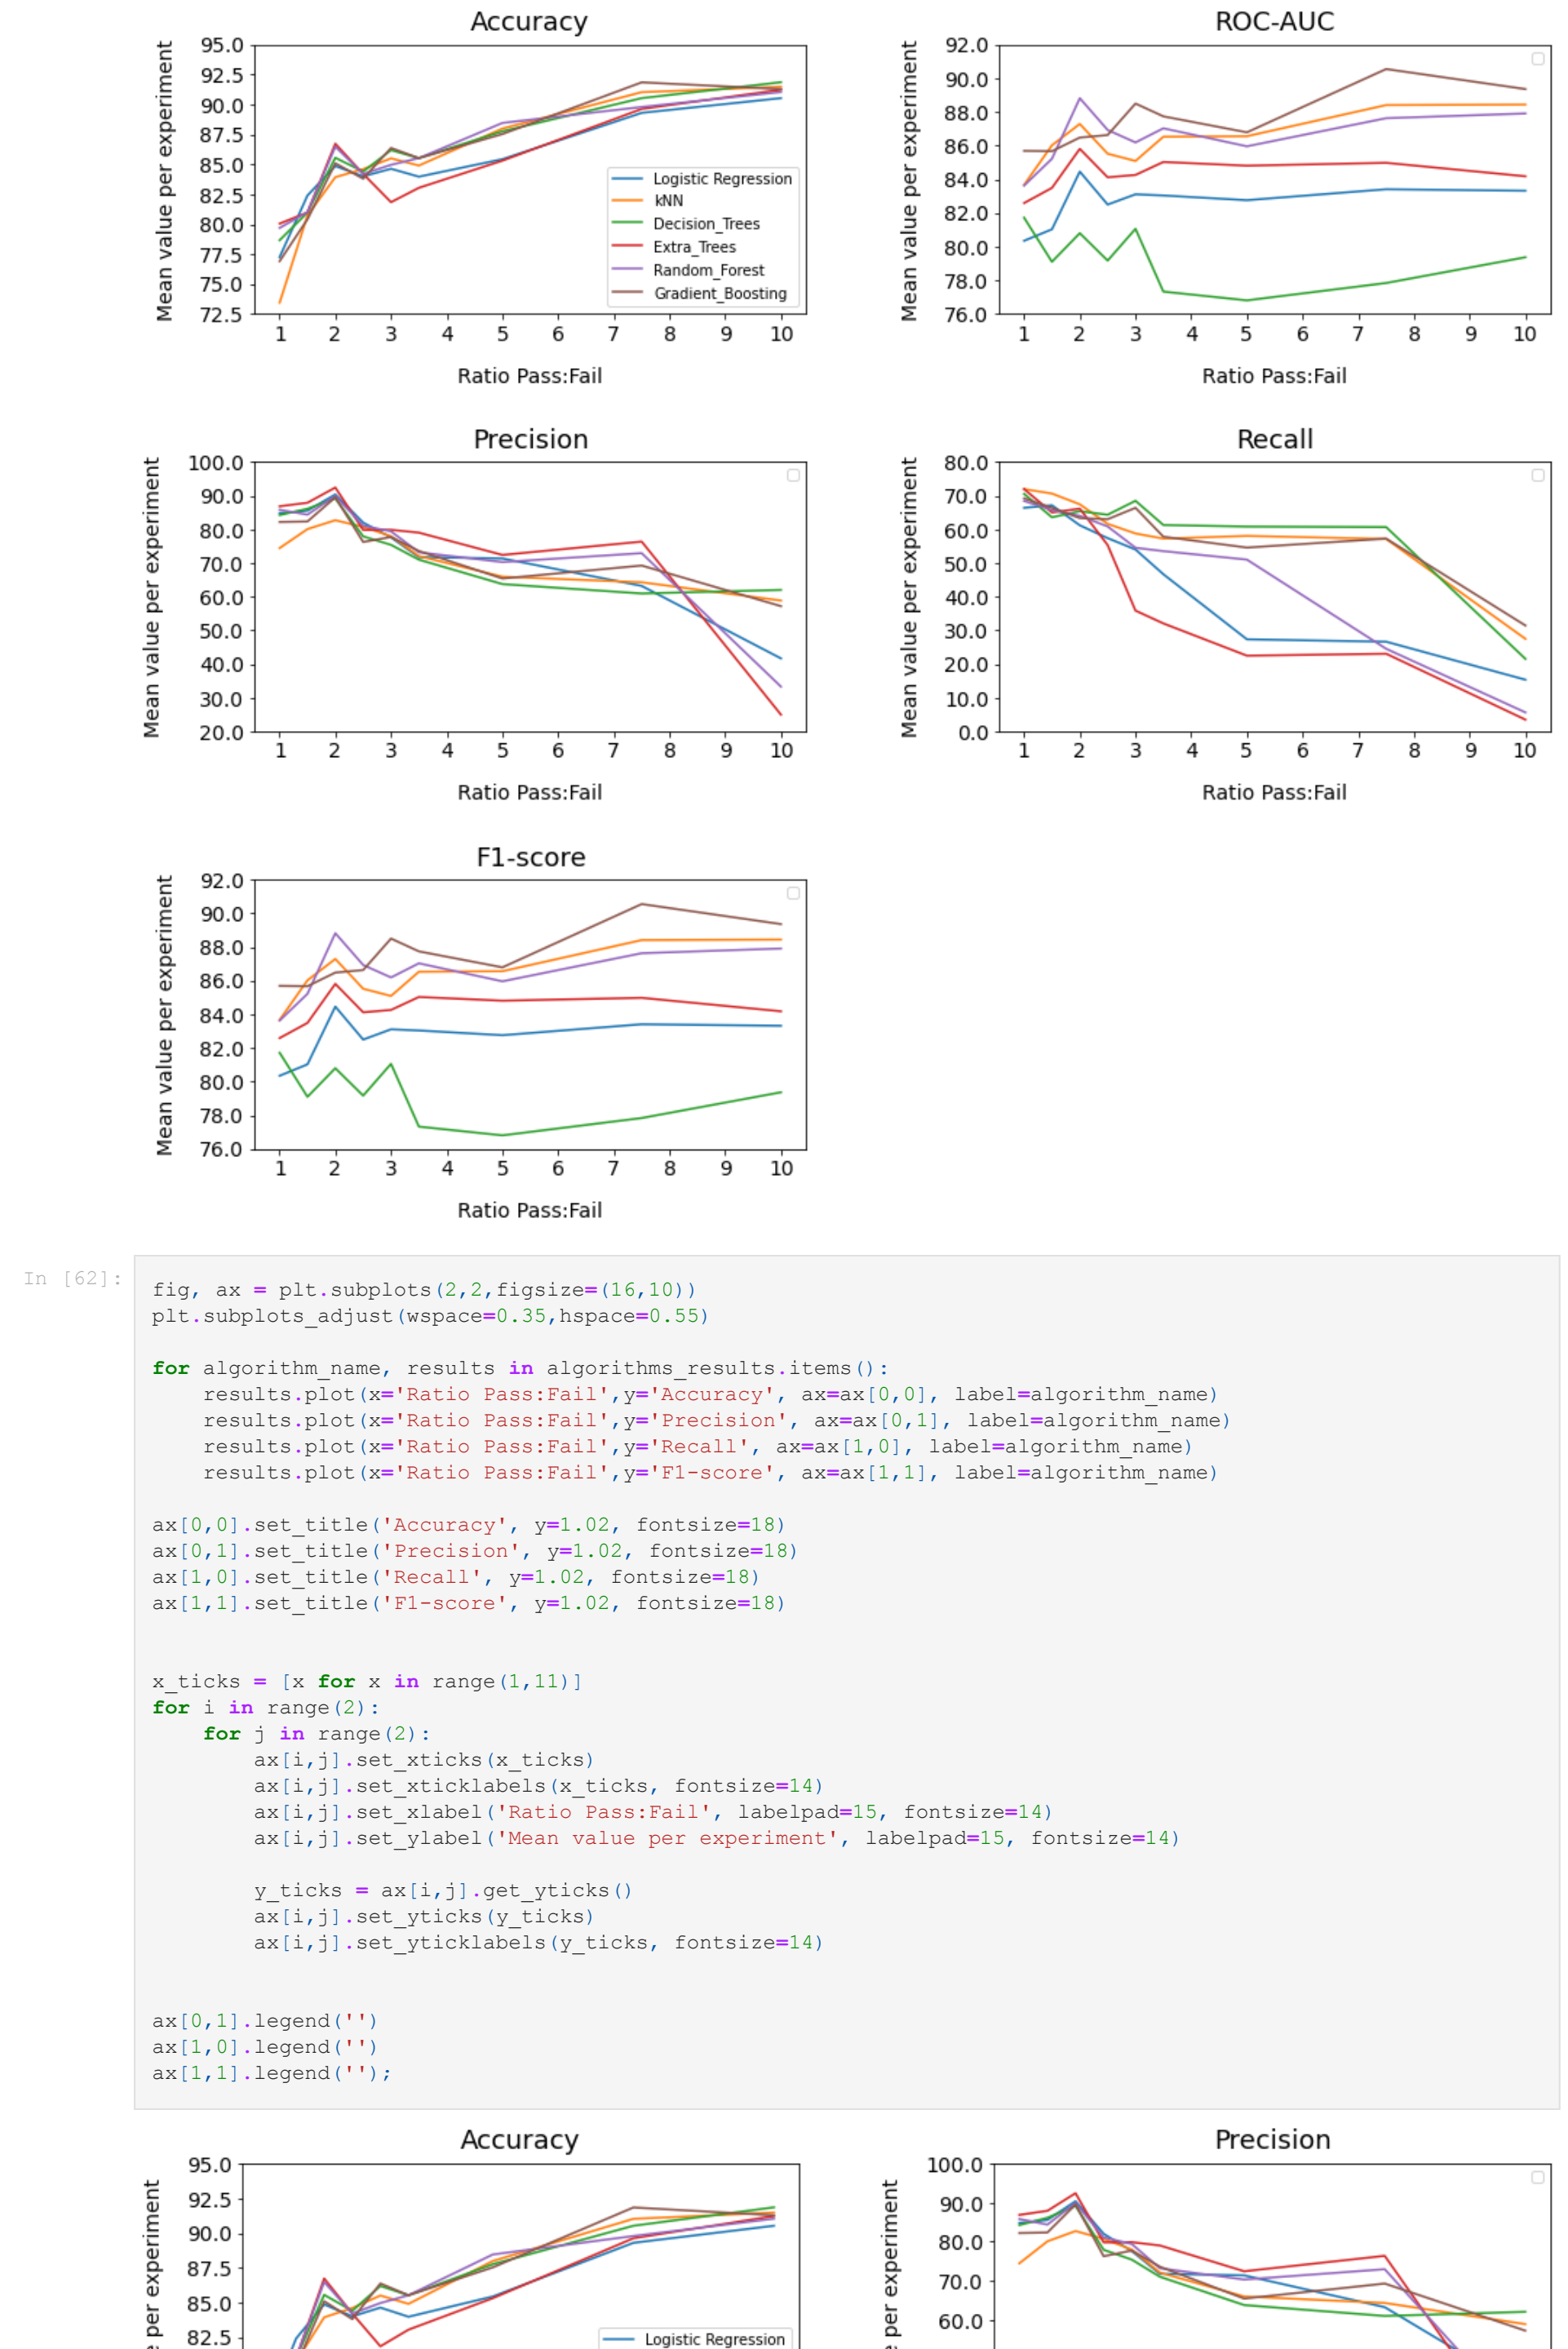 Accuracy
Mean value per experiment
95.0
92.5
90.0
87.5
85.0
82.5
80.0
77.5
75.0
72.5
Logistic Regression
kNN
Decision_Trees
Extra_Trees
Random_Forest
Gradient_Boosting
1 2 3 4 5 6 7 8 9 10
Ratio Pass:Fail
ROC-AUC
Mean value per experiment
92.0
90.0
88.0
86.0
84.0
82.0
80.0
78.0
76.0
1 2 3 4 5 6 7 8 9 10
Ratio Pass:Fail
Precision
Mean value per experiment
100.0
90.0
80.0
70.0
60.0
50.0
40.0
30.0
20.0
1 2 3 4 5 6 7 8 9 10
Ratio Pass:Fail
Recall
Mean value per experiment
80.0
70.0
60.0
50.0
40.0
30.0
20.0
10.0
0.0
1 2 3 4 5 6 7 8 9 10
Ratio Pass:Fail
F1-score
Mean value per experiment
92.0
90.0
88.0
86.0
84.0
82.0
80.0
78.0
76.0
1 2 3 4 5 6 7 8 9 10
Ratio Pass:Fail
In [62]:
fig, ax = plt.subplots(2,2,figsize=(16,10))
plt.subplots_adjust(wspace=0.35,hspace=0.55)
for algorithm_name, results in algorithms_results.items():
    results.plot(x='Ratio Pass:Fail',y='Accuracy', ax=ax[0,0], label=algorithm_name)
    results.plot(x='Ratio Pass:Fail',y='Precision', ax=ax[0,1], label=algorithm_name)
    results.plot(x='Ratio Pass:Fail',y='Recall', ax=ax[1,0], label=algorithm_name)
    results.plot(x='Ratio Pass:Fail',y='F1-score', ax=ax[1,1], label=algorithm_name)
ax[0,0].set_title('Accuracy', y=1.02, fontsize=18)
ax[0,1].set_title('Precision', y=1.02, fontsize=18)
ax[1,0].set_title('Recall', y=1.02, fontsize=18)
ax[1,1].set_title('F1-score', y=1.02, fontsize=18)
x_ticks = [x for x in range(1,11)]
for i in range(2):
    for j in range(2):
        ax[i,j].set_xticks(x_ticks)
        ax[i,j].set_xticklabels(x_ticks, fontsize=14)
        ax[i,j].set_xlabel('Ratio Pass:Fail', labelpad=15, fontsize=14)
        ax[i,j].set_ylabel('Mean value per experiment', labelpad=15, fontsize=14)
        y_ticks = ax[i,j].get_yticks()
        ax[i,j].set_yticks(y_ticks)
        ax[i,j].set_yticklabels(y_ticks, fontsize=14)
ax[0,1].legend('')
ax[1,0].legend('')
ax[1,1].legend('');
Accuracy
per experiment
95.0
92.5
90.0
87.5
85.0
82.5
Logistic Regression
Precision
per experiment
100.0
90.0
80.0
70.0
60.0